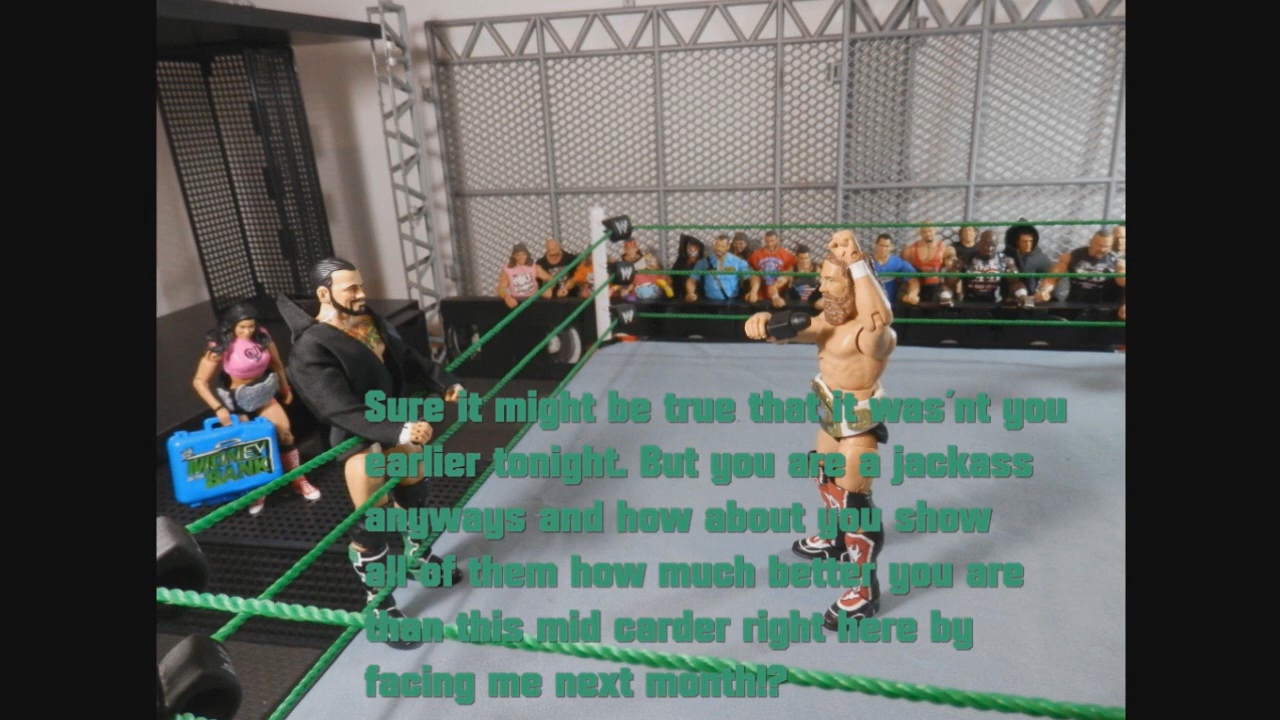 Sure it might be true that it was'nt you
earlier tonight. But you are a jackass
anyways and how about you show
all of them how much better you are
than this mid carder right here by
facing me next month!?
MONEY
BANK
W
W
W